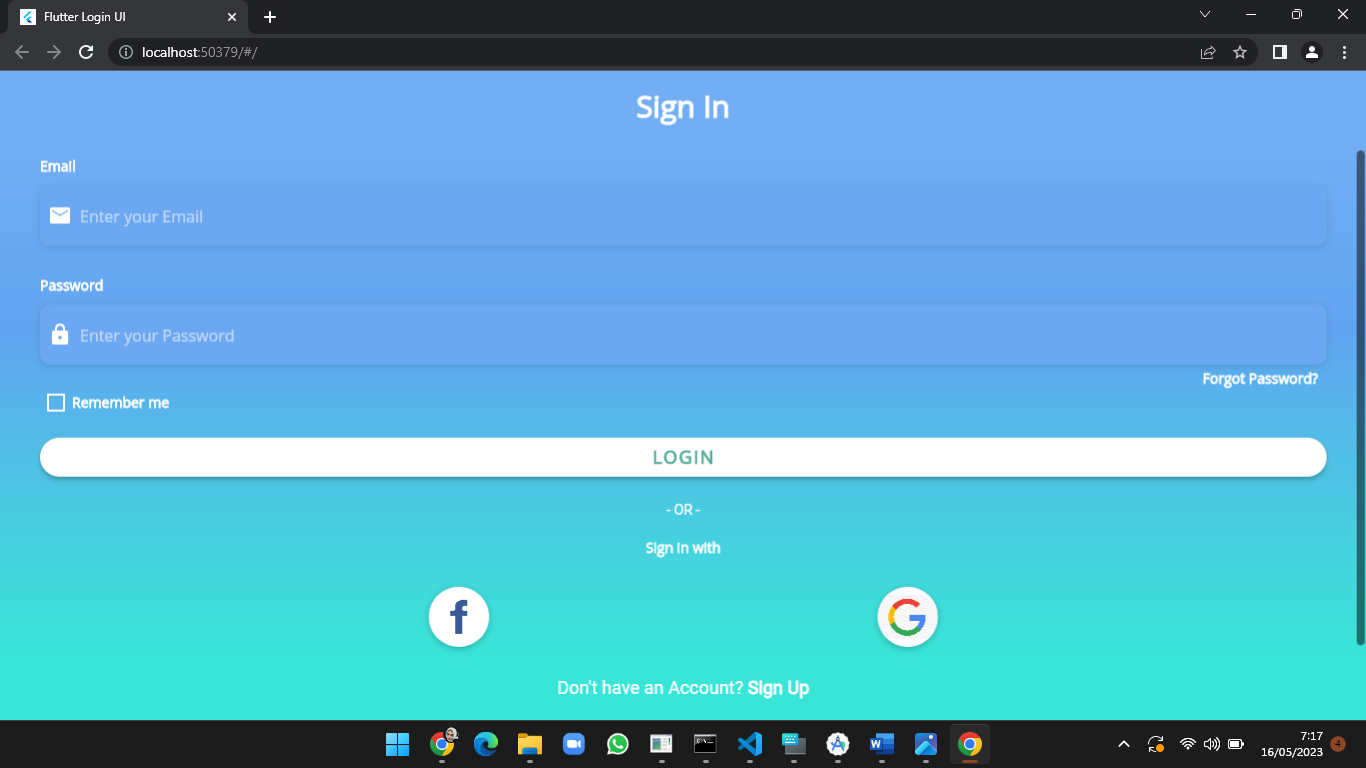 Flutter Login UI
localhost:50379/#/
Sign In
Email
Enter your Email
Password
Enter your Password
Forgot Password?
Remember me
LOGIN
- OR -
Sign in with
Don't have an Account? Sign Up
7:17
16/05/2023
4